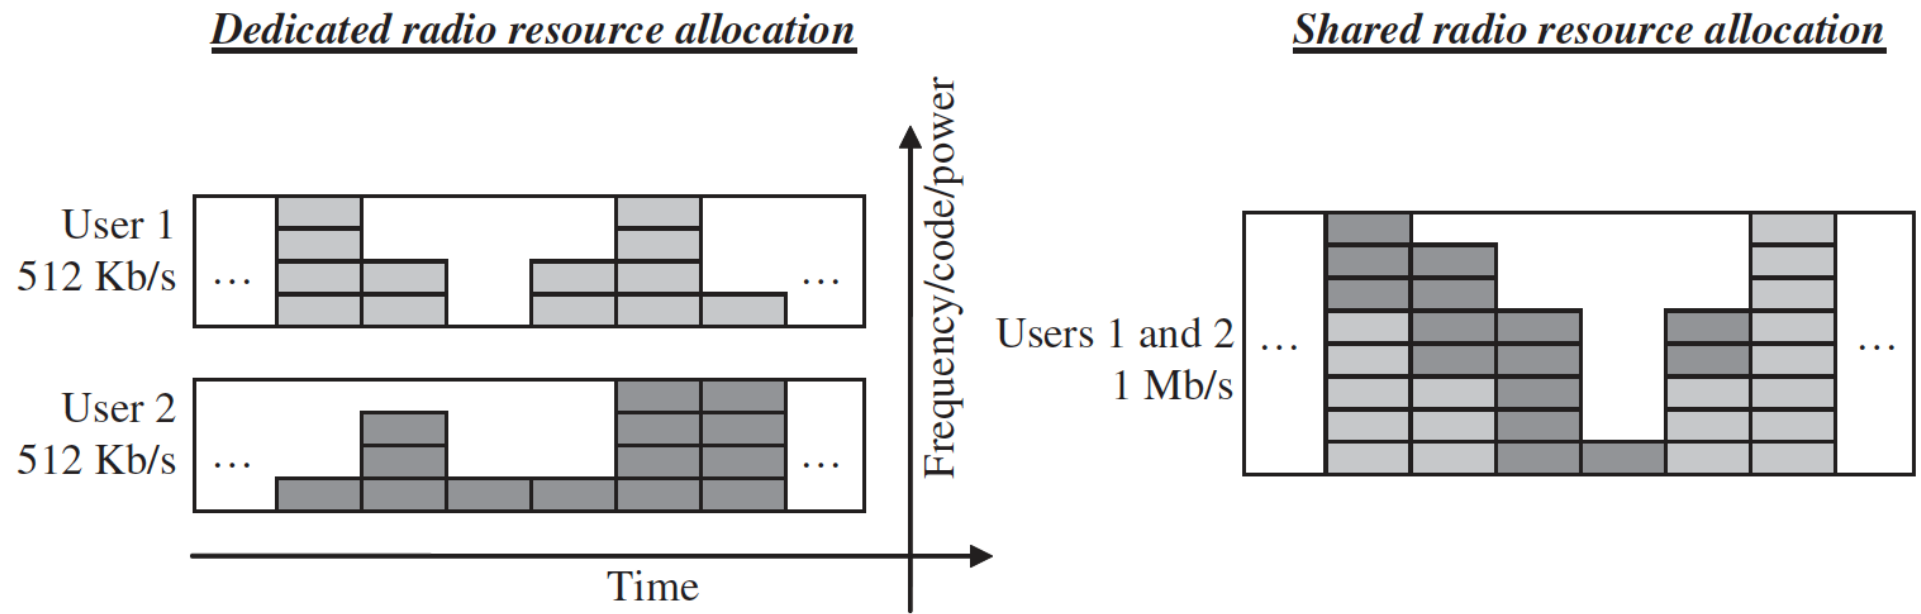 Dedicated radio resource allocation
Shared radio resource allocation
User 1
512 Kb/s
...
...
User 2
512 Kb/s
...
...
Time
Frequency/code/power
Users 1 and 2
1 Mb/s
...
...